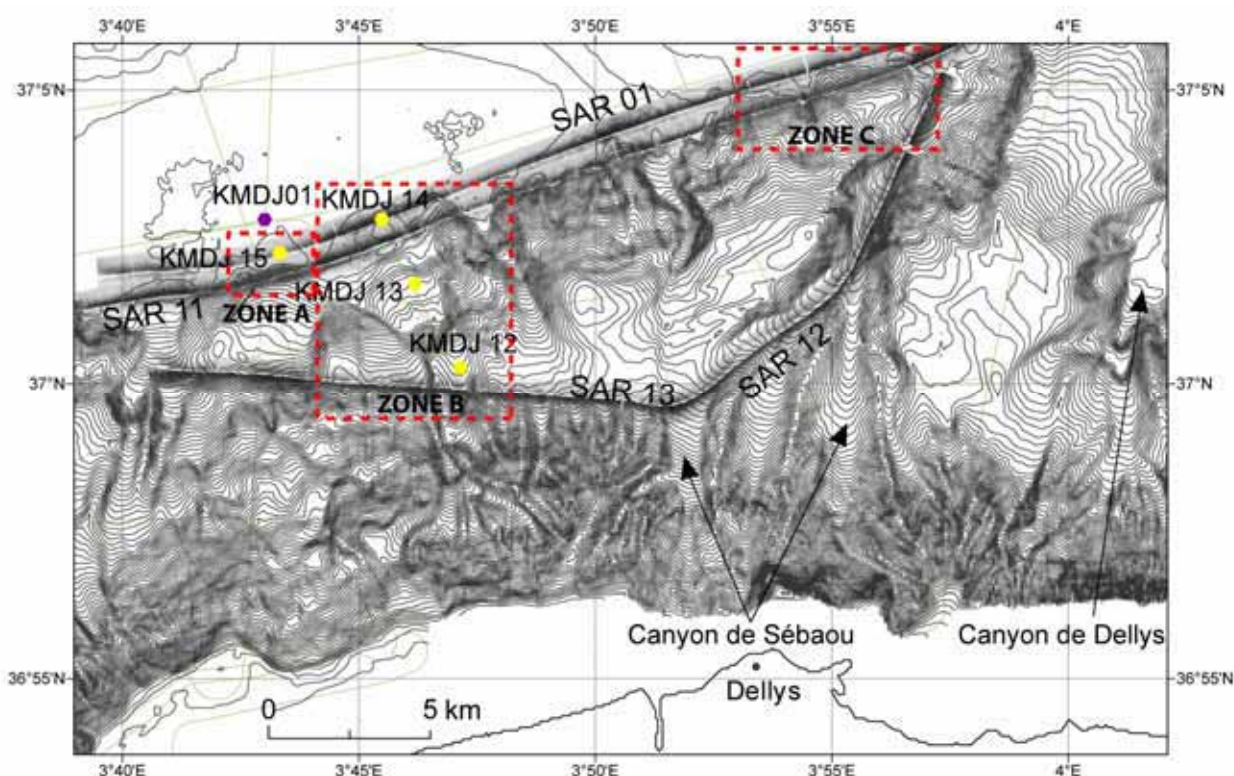 3°40'E 3°45'E 3°50'E 3°55'E 4°E
37°5'N 37°5'N
SAR 01
ZONE C
KMDJ01 KMDJ 14
KMDJ 15
KMDJ 13
SAR 11 ZONE A
KMDJ 12
SAR 12
37°N 37°N
SAR 13
ZONE B
Canyon de Sébaou Canyon de Dellys
36°55'N 36°55'N
Dellys
0 5 km
3°40'E 3°45'E 3°50'E 3°55'E 4°E